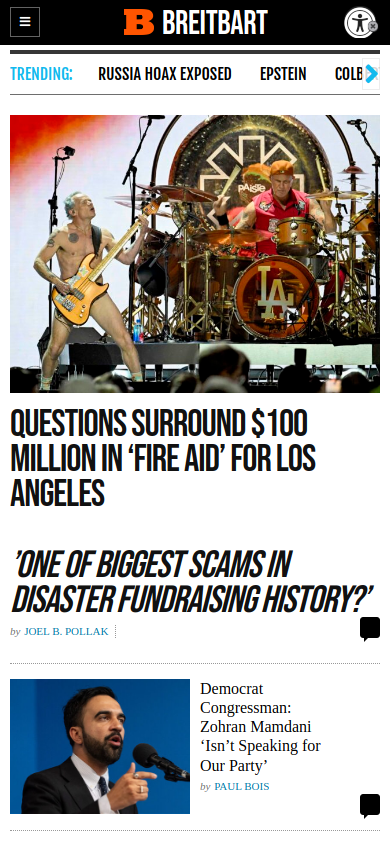 BREITBART
TRENDING:
RUSSIA HOAX EXPOSED
EPSTEIN
COLB
PAiSTE
LA
QUESTIONS SURROUND $100
MILLION IN ‘FIRE AID’ FOR LOS
ANGELES
’ONE OF BIGGEST SCAMS IN
DISASTER FUNDRAISING HISTORY?’
by JOEL B. POLLAK
Democrat
Congressman:
Zohran Mamdani
‘Isn’t Speaking for
Our Party’
by PAUL BOIS